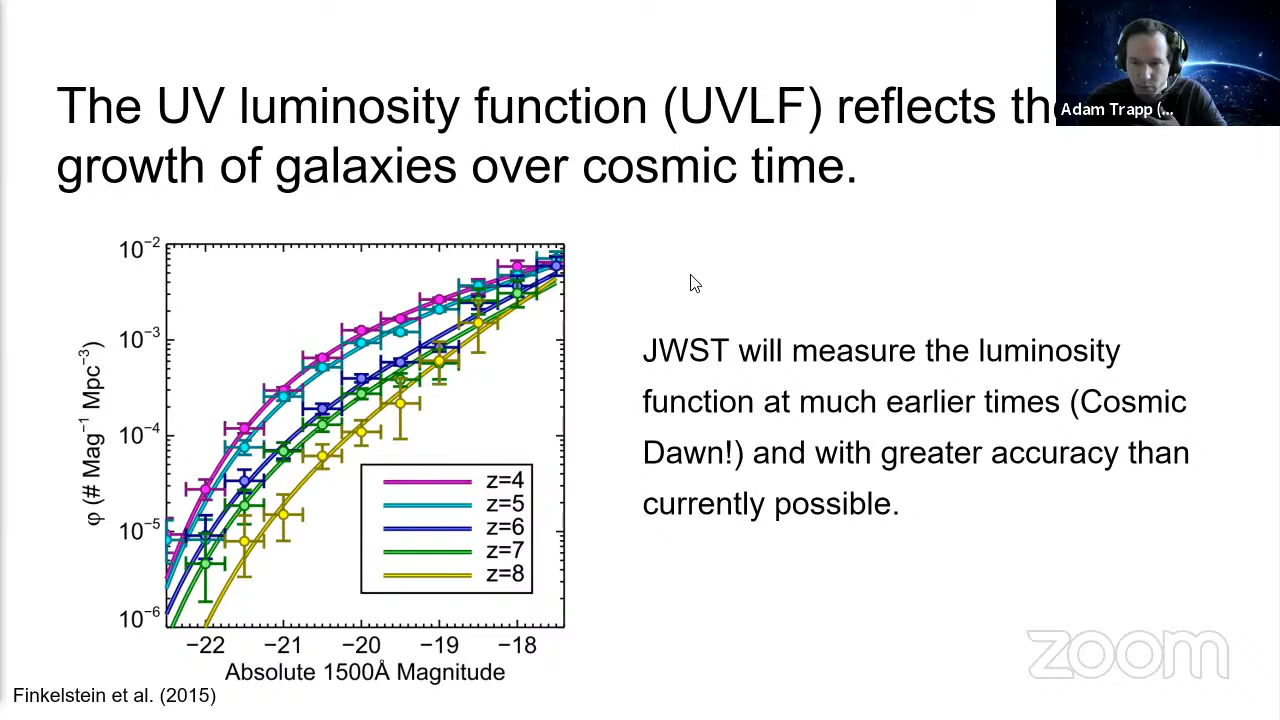 Adam Trapp (...
The UV luminosity function (UVLF) reflects the
growth of galaxies over cosmic time.
10−2
10−3
10−4
10−5
10−6
φ (# Mag−1 Mpc−3)
z=4
z=5
z=6
z=7
z=8
−22 −21 −20 −19 −18
Absolute 1500Å Magnitude
JWST will measure the luminosity
function at much earlier times (Cosmic
Dawn!) and with greater accuracy than
currently possible.
Finkelstein et al. (2015)
zoom